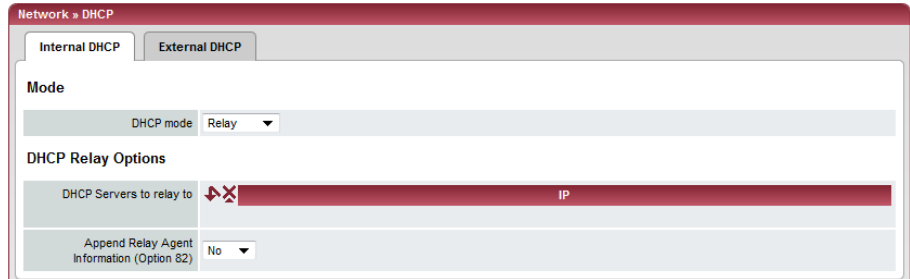 Network » DHCP
Internal DHCP
External DHCP
Mode
DHCP mode
Relay
DHCP Relay Options
DHCP Servers to relay to
IP
Append Relay Agent
Information (Option 82)
No